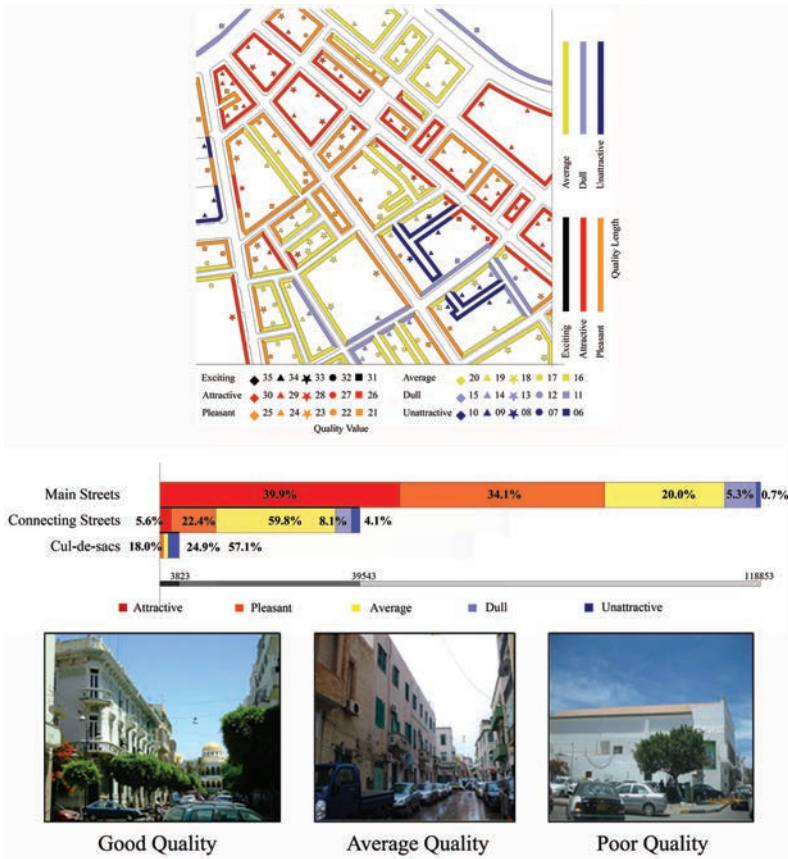 Average
Dull
Unattractive
Exciting
Attractive
Pleasant
Quality Length
Exciting 35 34 33 32 31 Average 20 19 18 17 16
Attractive 30 29 28 27 26 Dull 15 14 13 12 11
Pleasant 25 24 23 22 21 Unattractive 10 09 08 07 06
Quality Value
Main Streets 39.9% 34.1% 20.0% 5.3% 0.7%
Connecting Streets 5.6% 22.4% 59.8% 8.1% 4.1%
Cul-de-sacs 18.0% 24.9% 57.1%
3823 39543 118853
Attractive Pleasant Average Dull Unattractive
Good Quality Average Quality Poor Quality